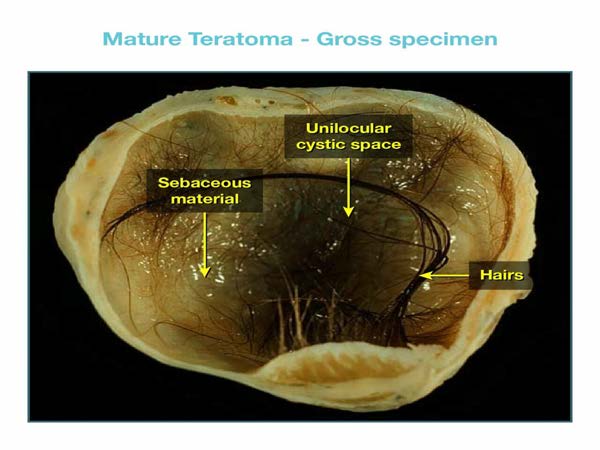 Mature Teratoma - Gross specimen
Unilocular
cystic space
Sebaceous
material
Hairs